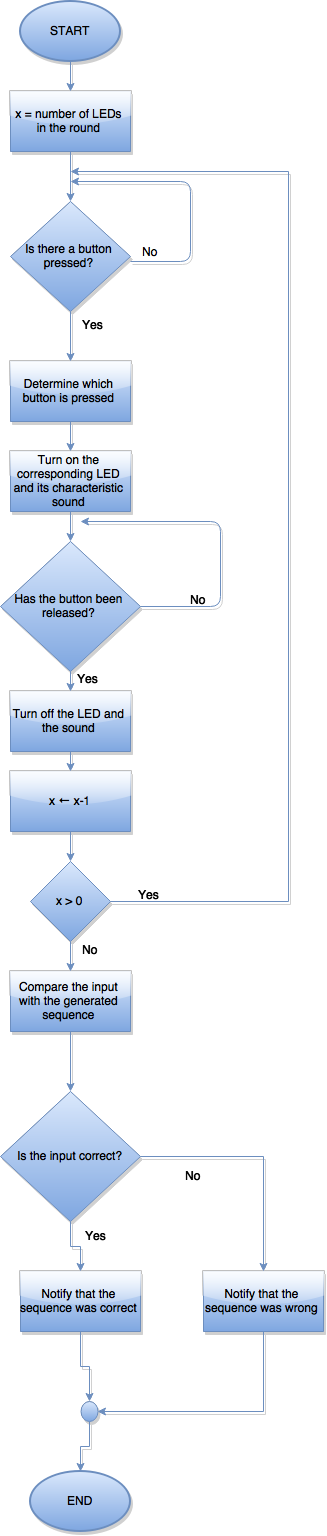 START
x = number of LEDs
in the round
Is there a button
pressed?
No
Yes
Determine which
button is pressed
Turn on the
corresponding LED
and its characteristic
sound
Has the button been
released?
No
Yes
Turn off the LED and
the sound
x ← x-1
x > 0
Yes
No
Compare the input
with the generated
sequence
Is the input correct?
No
Yes
Notify that the
sequence was correct
Notify that the
sequence was wrong
END